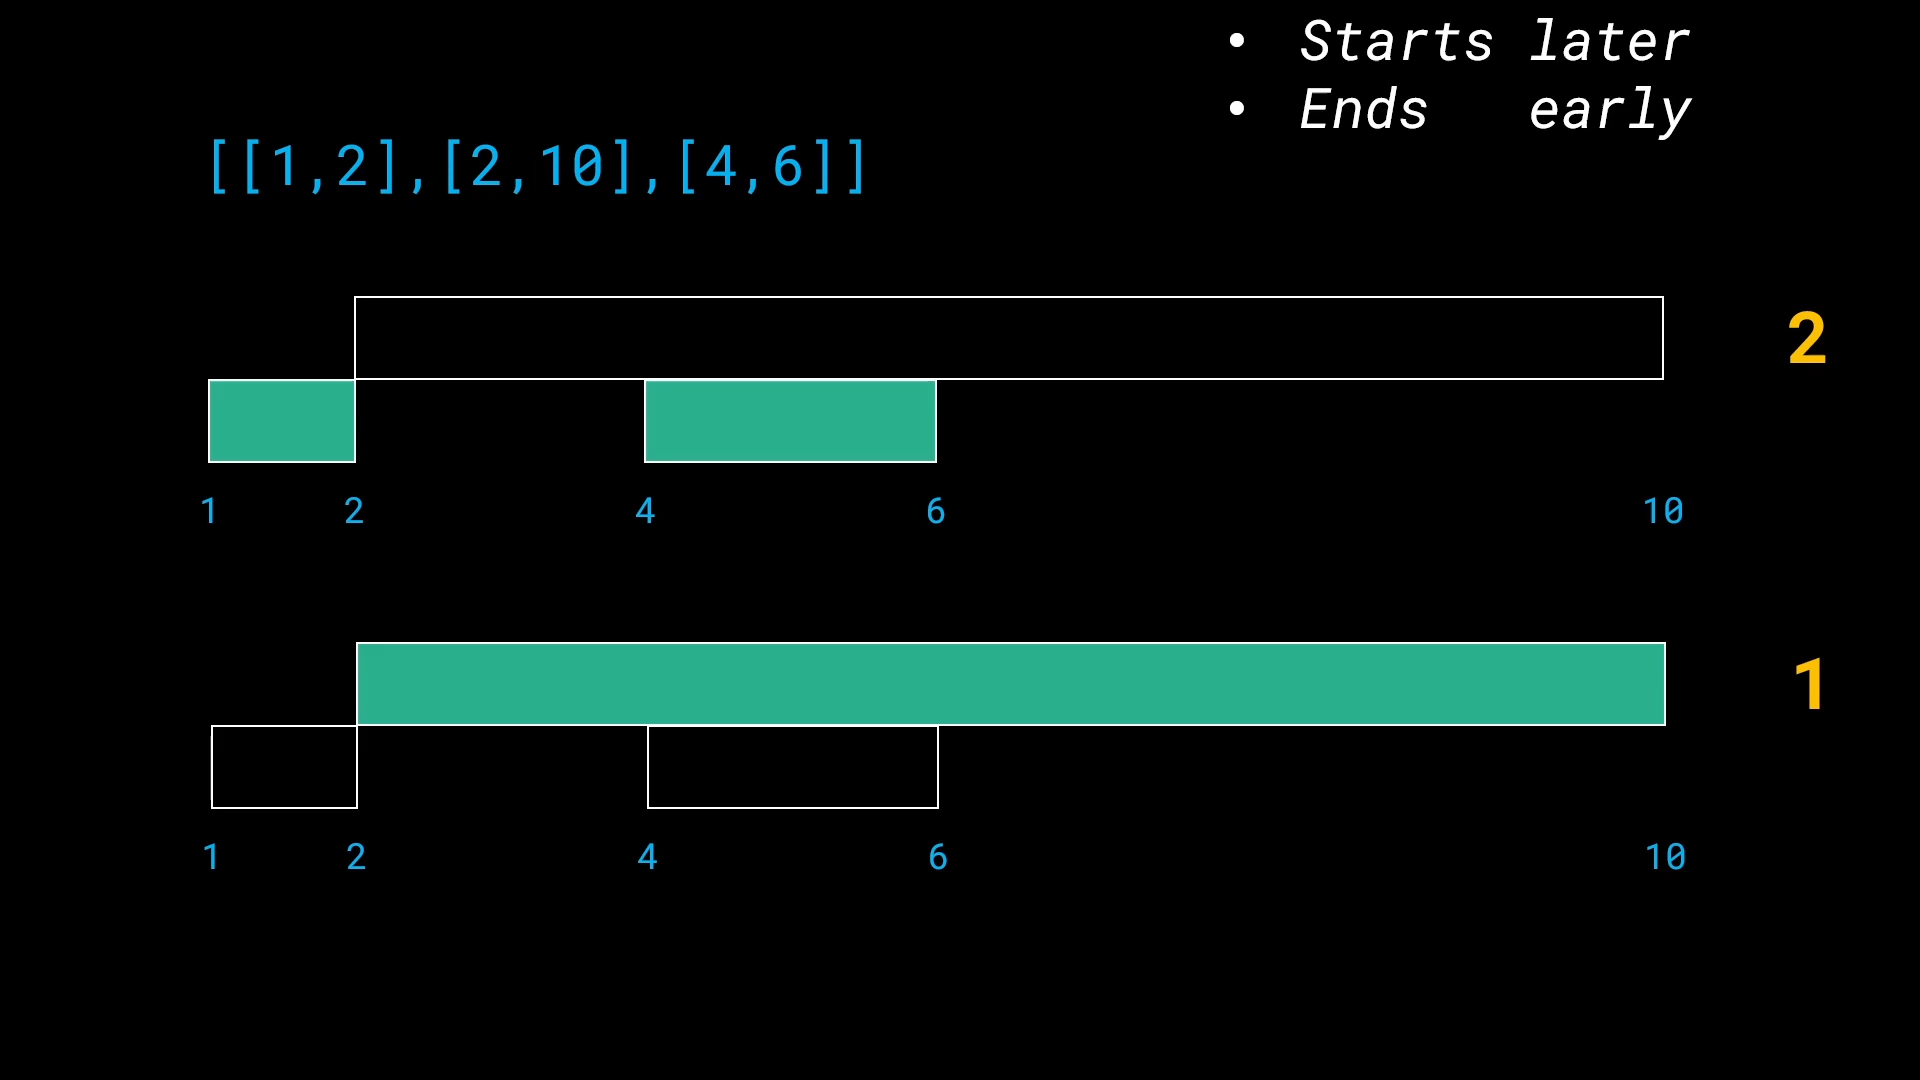 • Starts later
• Ends early
[[1,2],[2,10],[4,6]]
2
1 2 4 6 10
1
1 2 4 6 10